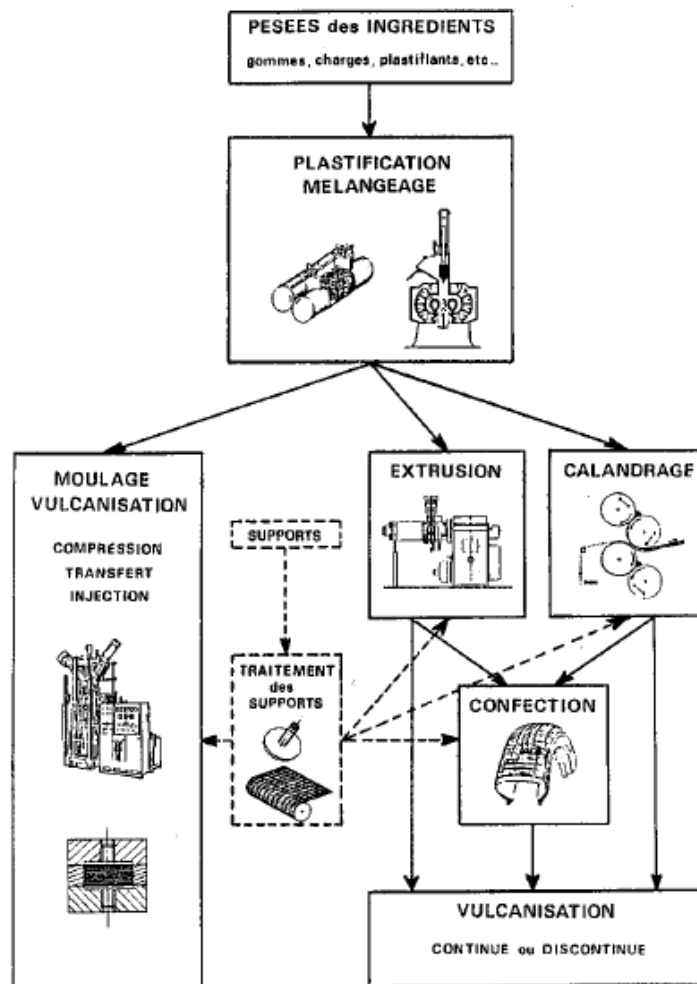 PESEES des INGREDIENTS
gommes, charges, plastifiants, etc...
PLASTIFICATION
MELANGEAGE
MOULAGE
VULCANISATION
COMPRESSION
TRANSFERT
INJECTION
SUPPORTS
TRAITEMENT
des
SUPPORTS
EXTRUSION
CALANDRAGE
CONFECTION
VULCANISATION
CONTINUE ou DISCONTINUE